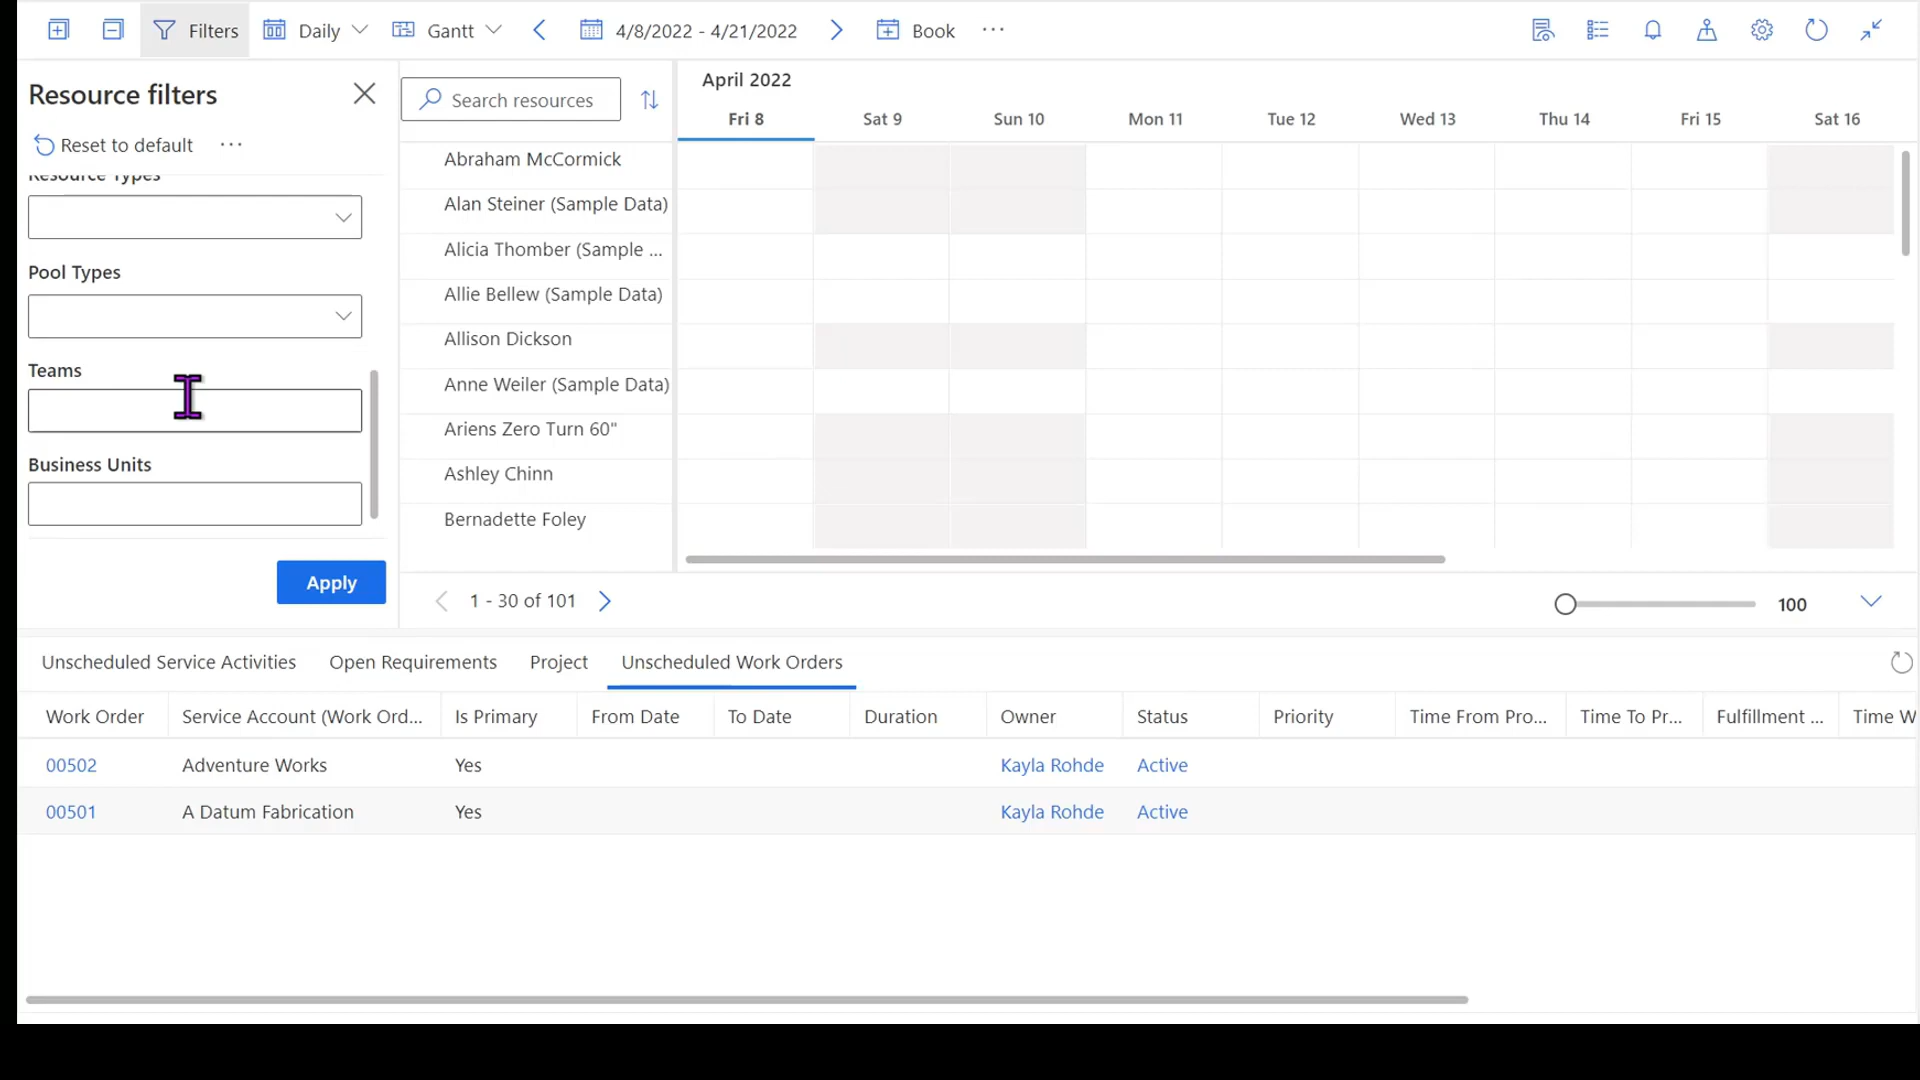 Filters Daily Gantt 4/8/2022 - 4/21/2022 Book ...
Resource filters
Reset to default ...
Resource Types
Pool Types
Teams
Business Units
Apply
Search resources
April 2022
Fri 8 Sat 9 Sun 10 Mon 11 Tue 12 Wed 13 Thu 14 Fri 15 Sat 16
Abraham McCormick
Alan Steiner (Sample Data)
Alicia Thomber (Sample ...
Allie Bellew (Sample Data)
Allison Dickson
Anne Weiler (Sample Data)
Ariens Zero Turn 60"
Ashley Chinn
Bernadette Foley
1 - 30 of 101
100
Unscheduled Service Activities Open Requirements Project Unscheduled Work Orders
Work Order Service Account (Work Ord... Is Primary From Date To Date Duration Owner Status Priority Time From Pro... Time To Pr... Fulfillment ... Time W
00502 Adventure Works Yes Kayla Rohde Active
00501 A Datum Fabrication Yes Kayla Rohde Active